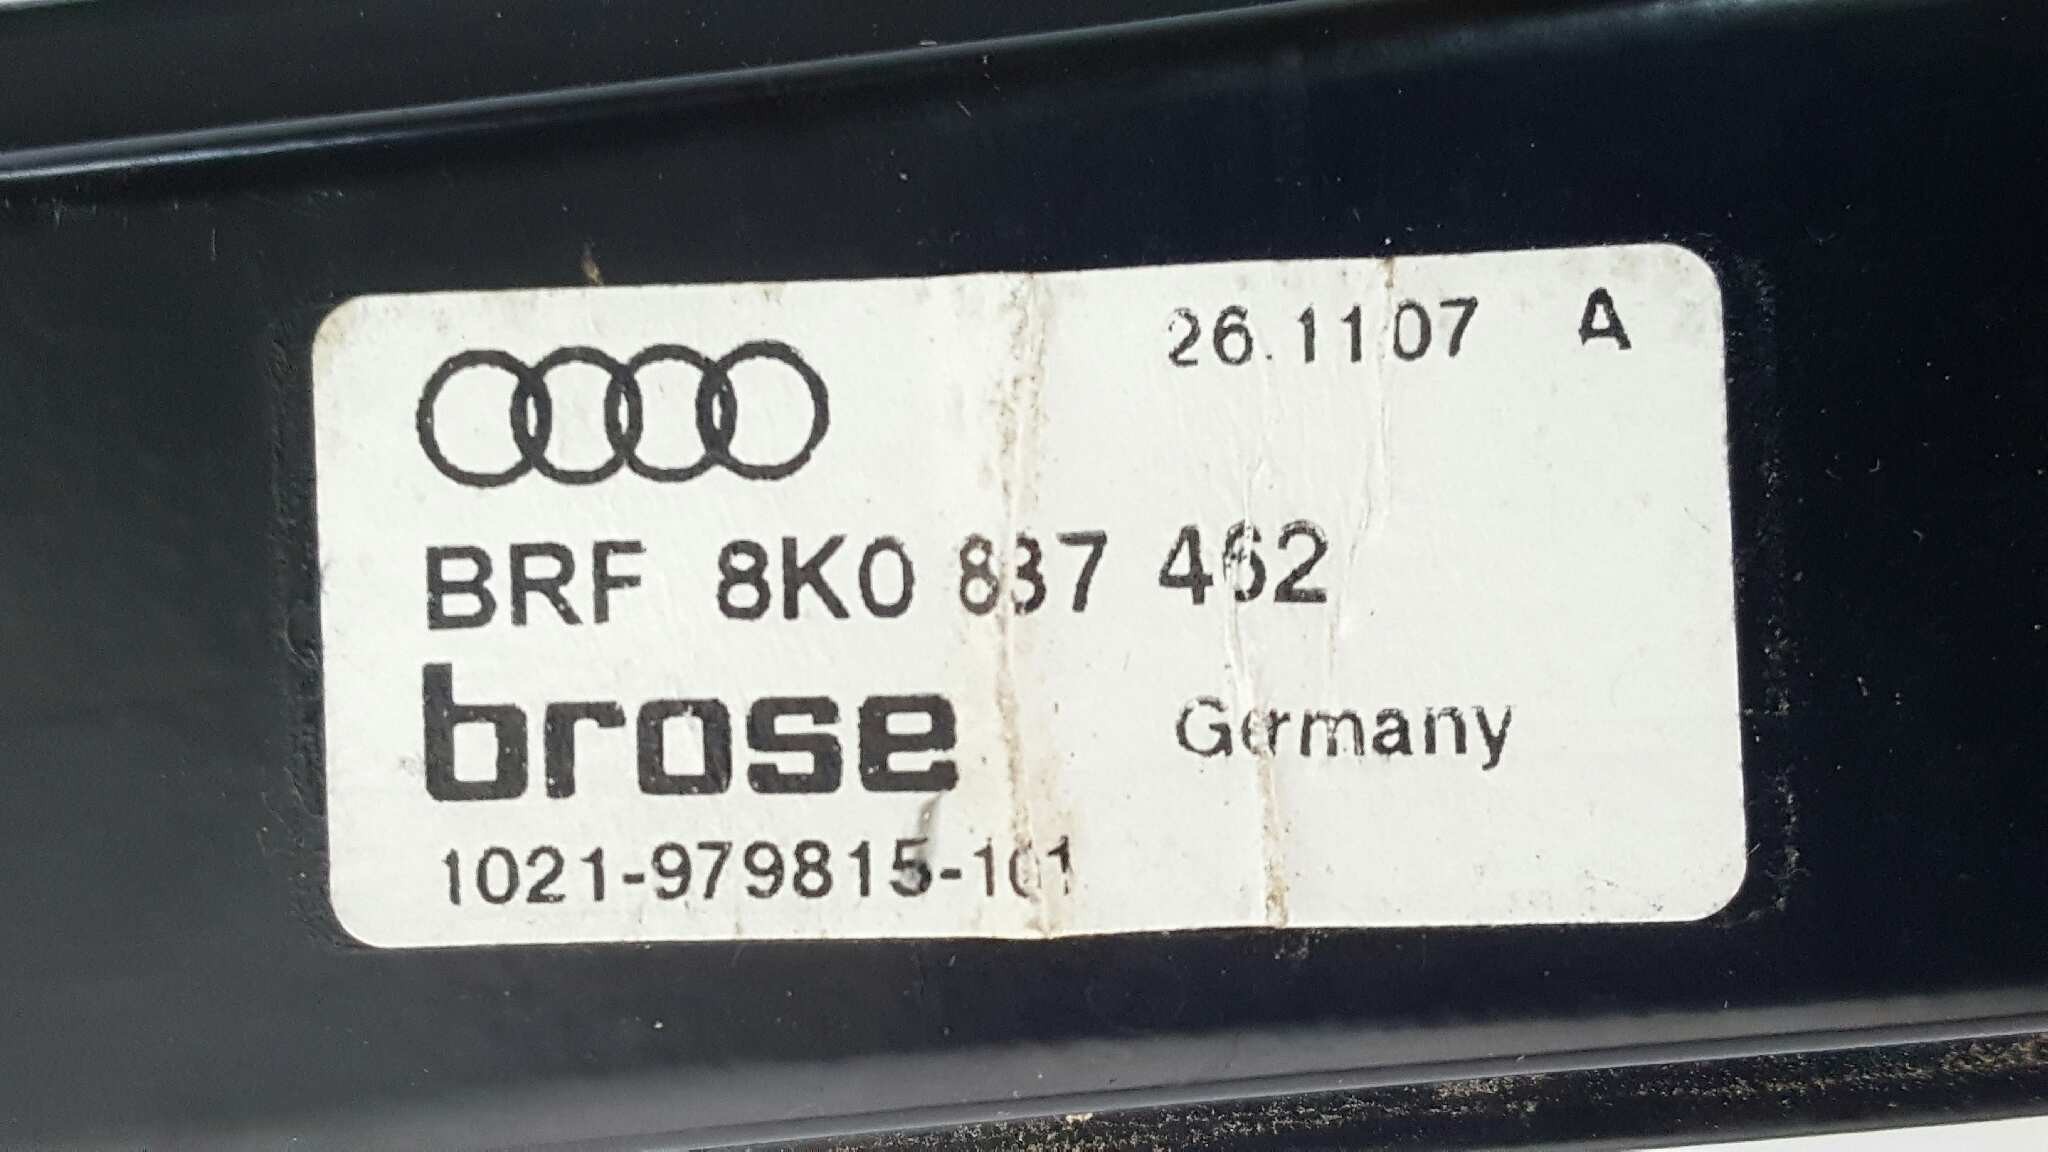 26.11 07 A
BRF 8K0 837 462
brose Germany
1021-979815-101